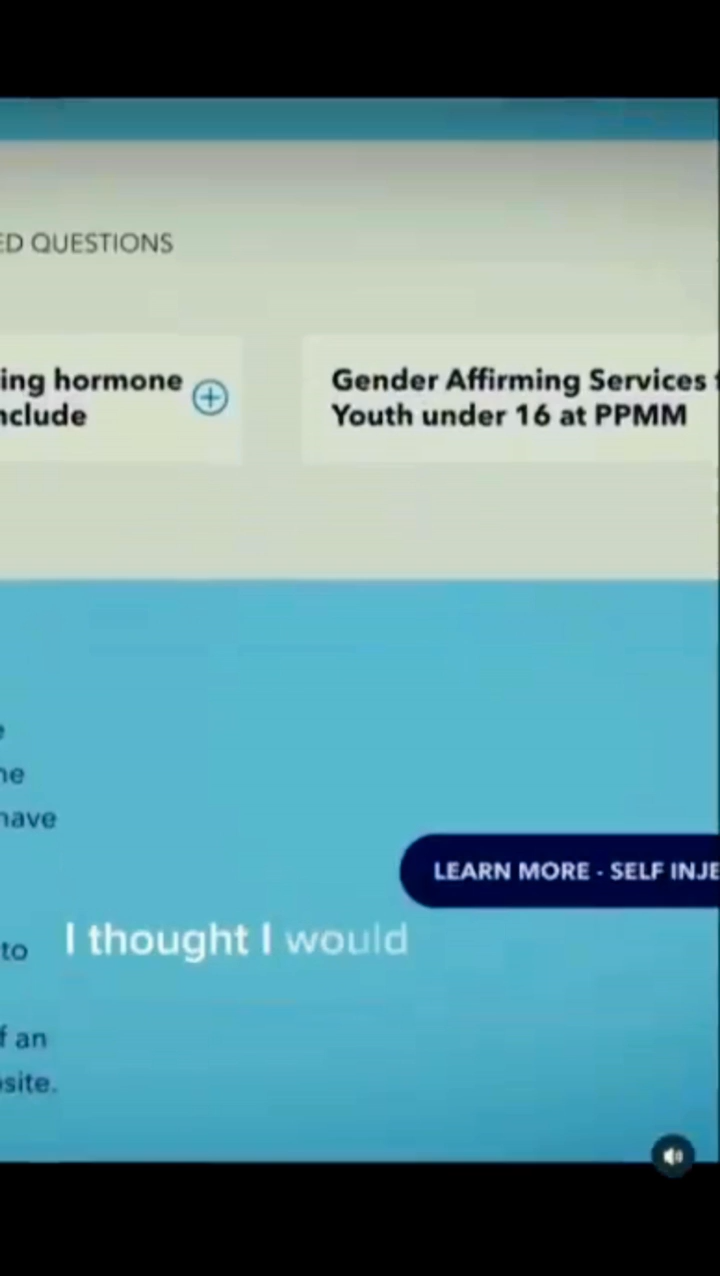 ED QUESTIONS
ing hormone
nclude
Gender Affirming Services
Youth under 16 at PPMM
ne
have
LEARN MORE - SELF INJE
I thought I would
to
f an
site.